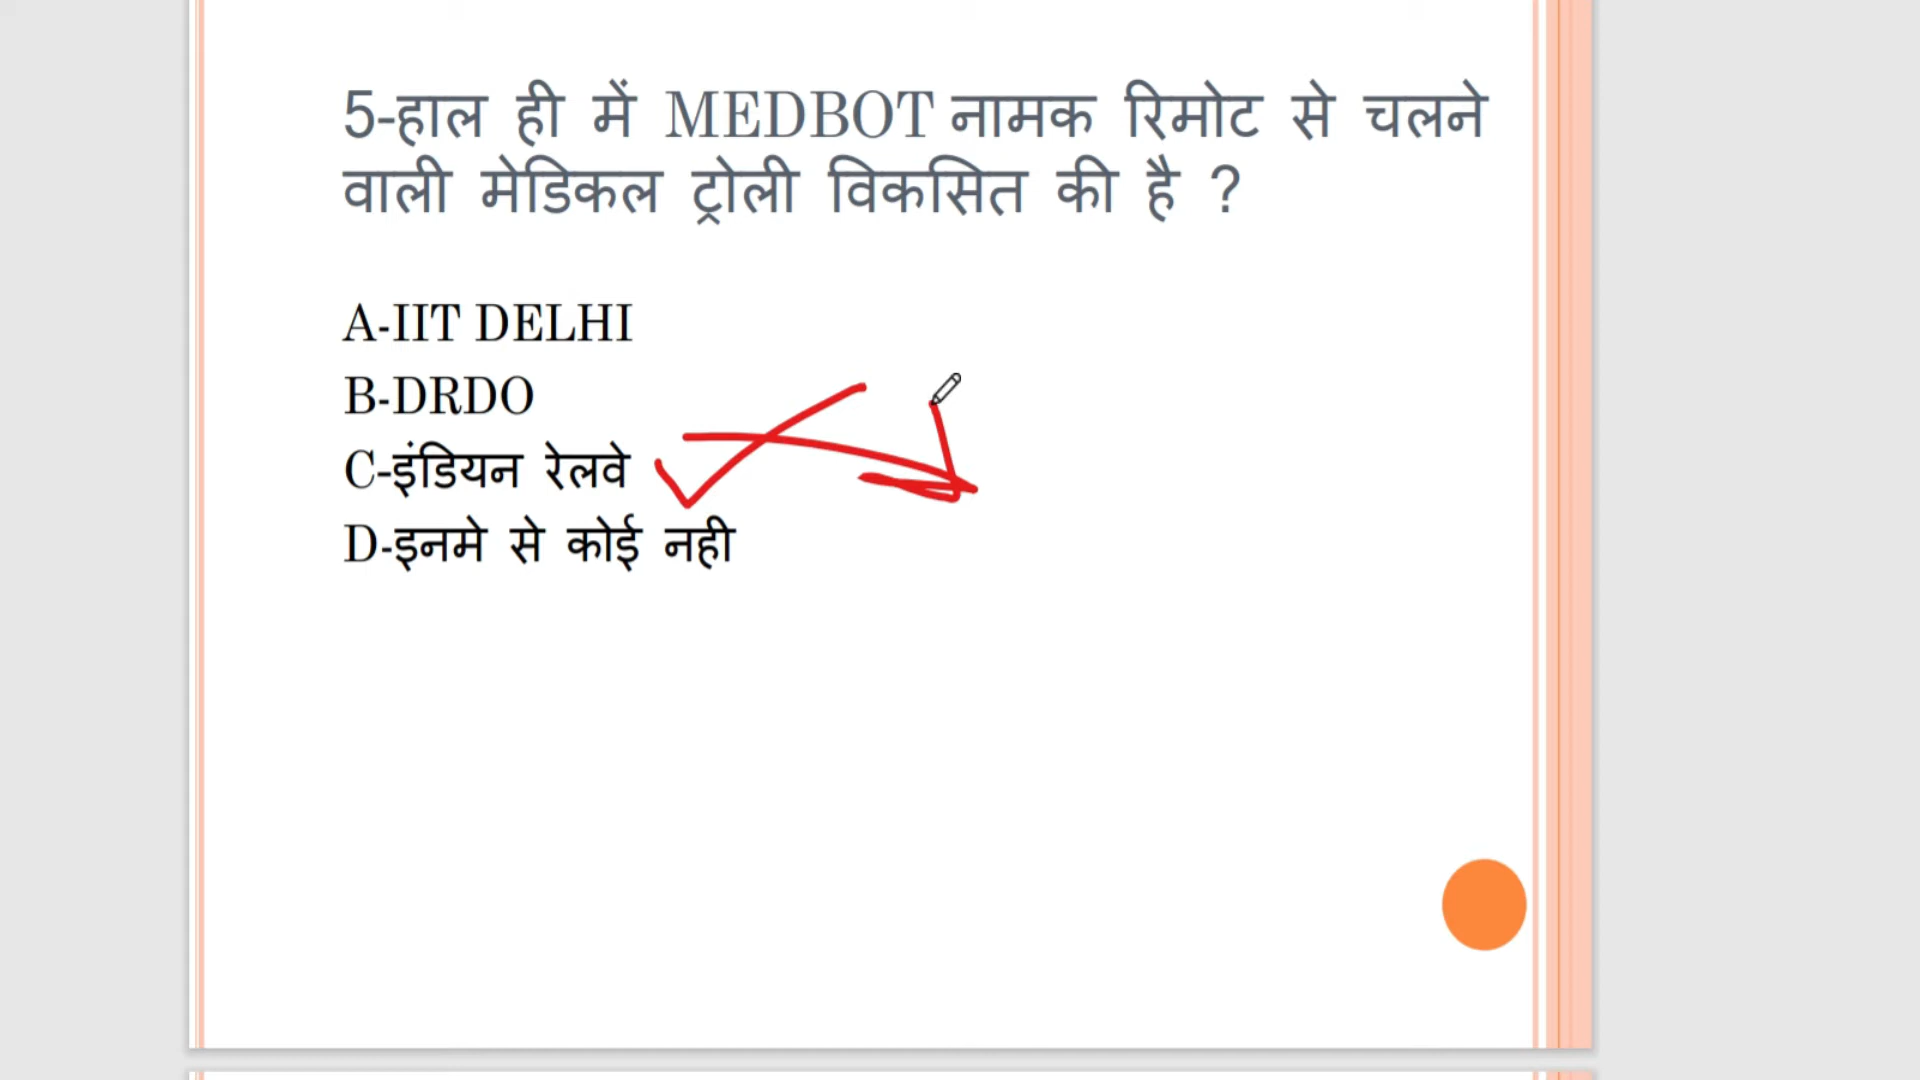 5-हाल ही में MEDBOT नामक रिमोट से चलने
वाली मेडिकल ट्रोली विकसित की है ?
A-IIT DELHI
B-DRDO
C-इंडियन रेलवे
D-इनमे से कोई नही